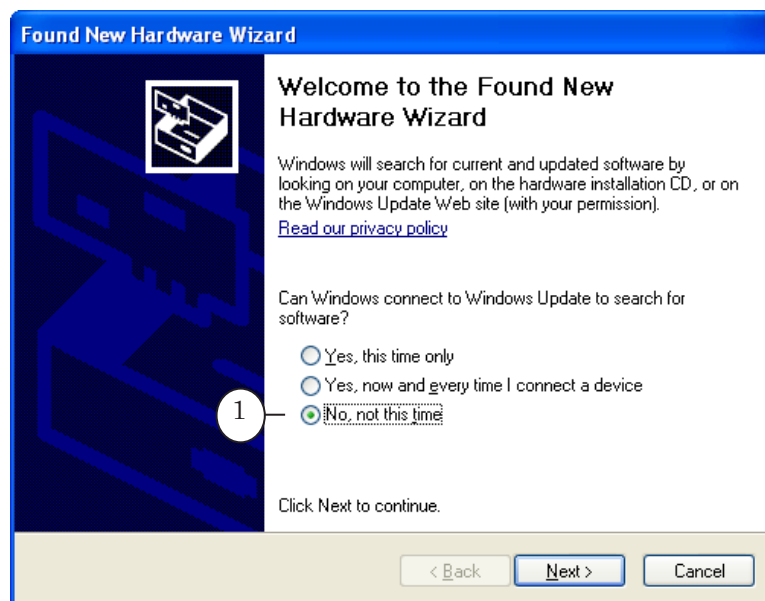 Found New Hardware Wizard
Welcome to the Found New
Hardware Wizard
Windows will search for current and updated software by
looking on your computer, on the hardware installation CD, or on
the Windows Update Web site (with your permission).
Read our privacy policy
Can Windows connect to Windows Update to search for
software?
Yes, this time only
Yes, now and every time I connect a device
1
No, not this time
Click Next to continue.
< Back
Next >
Cancel